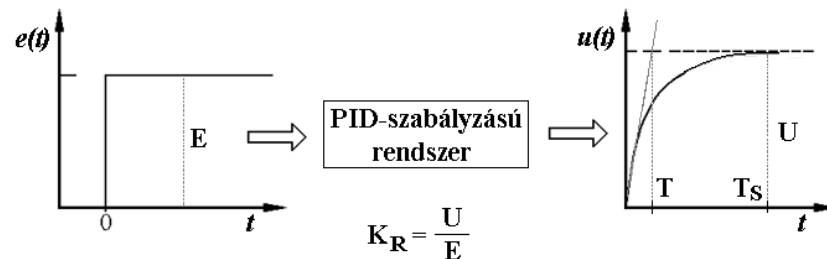 e(t)
E
0
t
PID-szabályzású
rendszer
K_R = U/E
u(t)
U
T
T_S
t